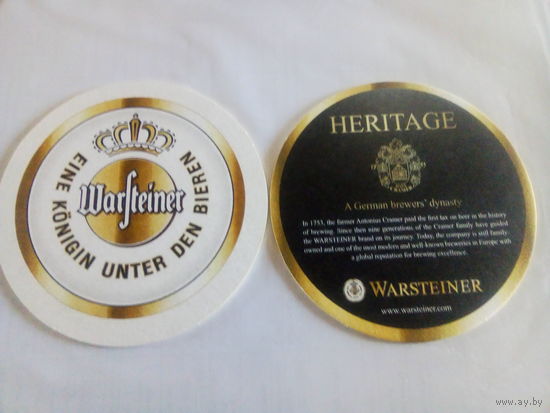 EINE KÖNIGIN UNTER DEN BIEREN
Warsteiner
HERITAGE
A German brewers' dynasty
In 1753, the farmer Antonius Cramer paid the first tax on beer in the history
of brewing. Since then nine generations of the Cramer family have guided
the WARSTEINER brand on its journey. Today, the company is still family-
owned and one of the most modern and well-known breweries in Europe with
a global reputation for brewing excellence.
WARSTEINER
www.warsteiner.com
www.ay.by